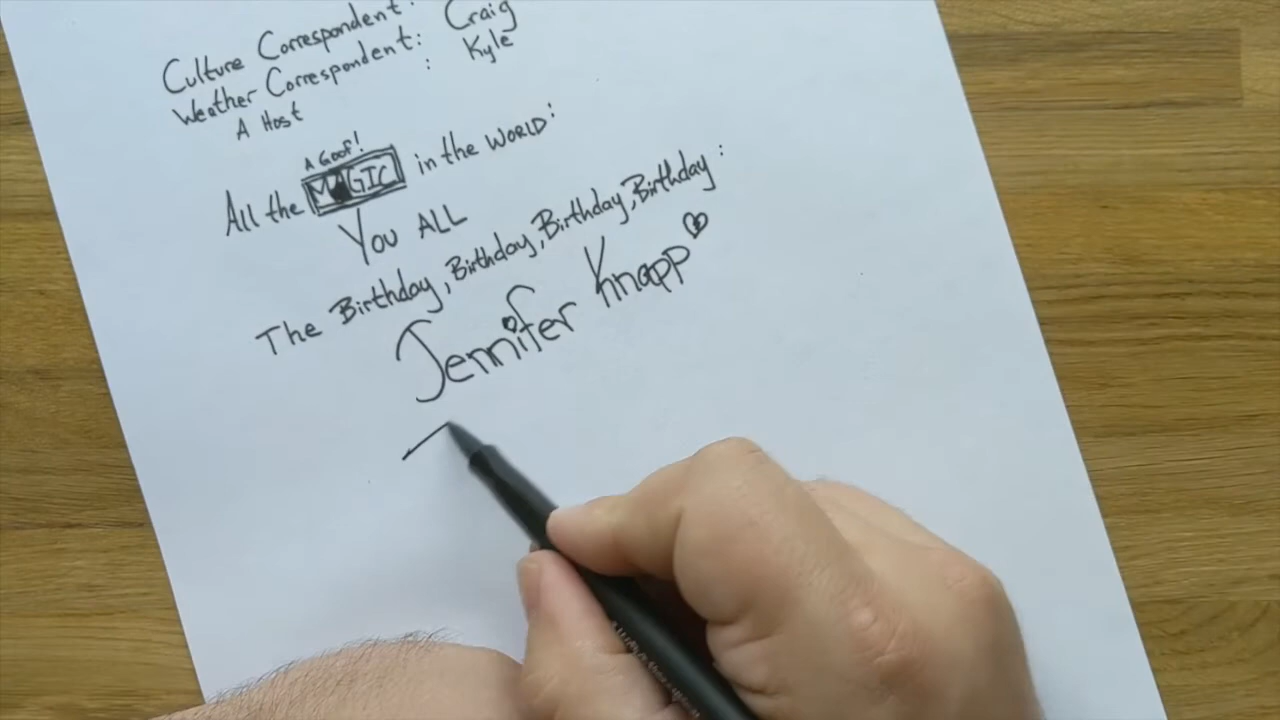 Culture Correspondent: Craig
Weather Correspondent: Kyle
A Host :
A Goof!
All the MAGIC in the WORLD:
You ALL
The Birthday, Birthday, Birthday, Birthday:
Jennifer Knapp